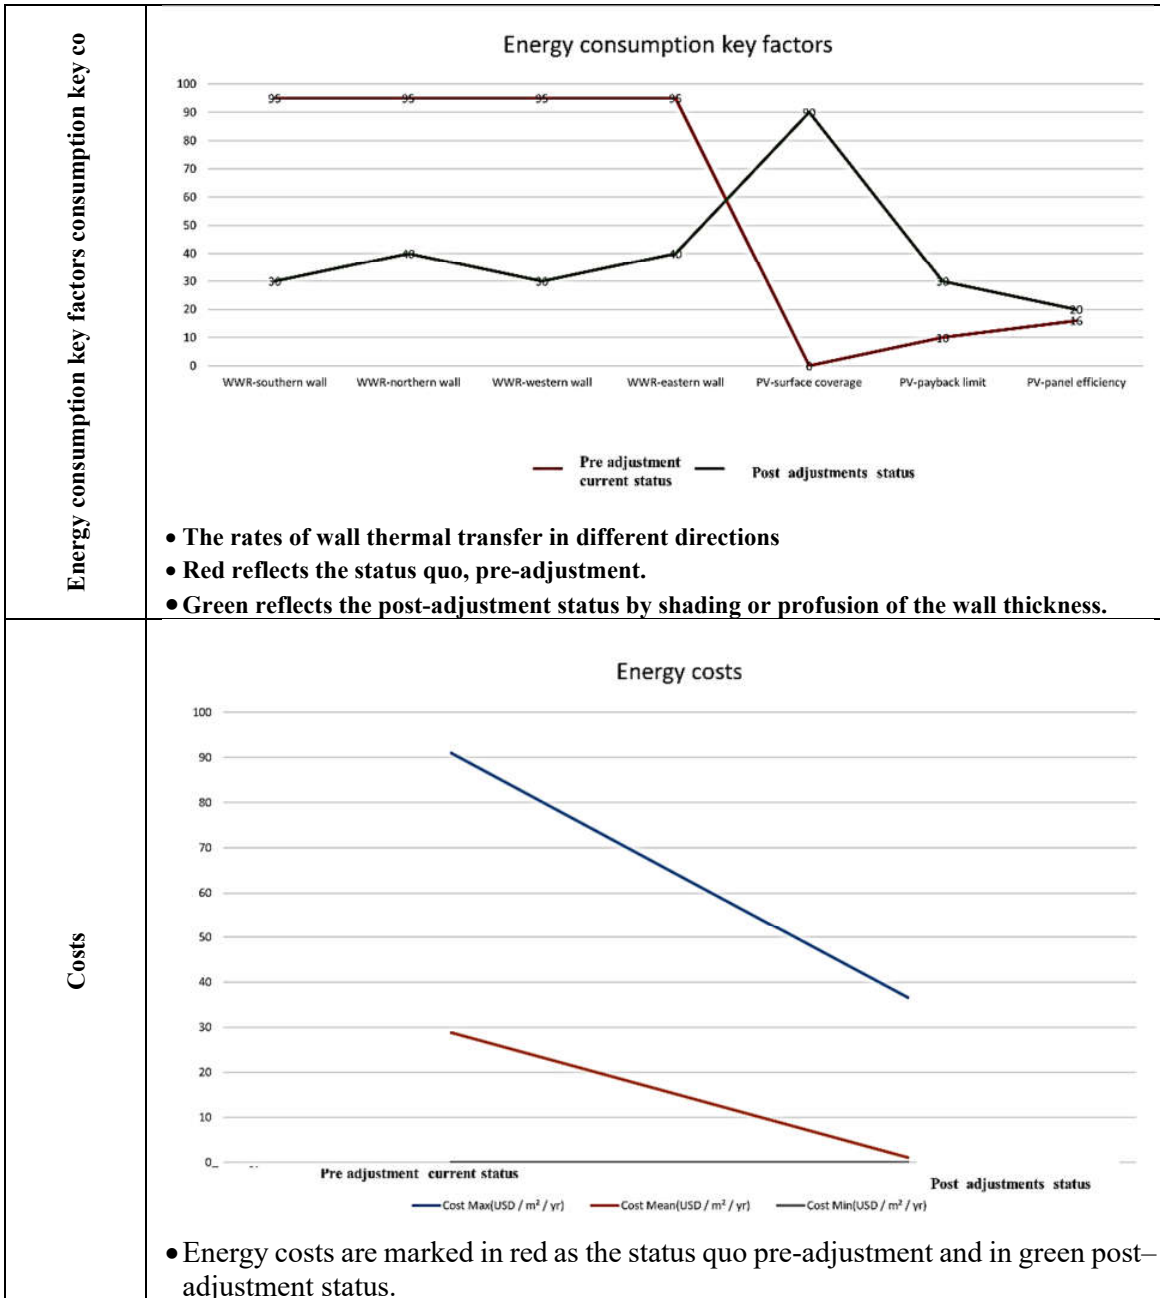 Energy consumption key factors consumption key co
Energy consumption key factors
100
90
80
70
60
50
40
30
20
10
0
95
95
95
95
30
40
30
40
90
0
30
10
20
16
WWR-southern wall
WWR-northern wall
WWR-western wall
WWR-eastern wall
PV-surface coverage
PV-payback limit
PV-panel efficiency
Pre adjustment
current status
Post adjustments status
• The rates of wall thermal transfer in different directions
• Red reflects the status quo, pre-adjustment.
• Green reflects the post-adjustment status by shading or profusion of the wall thickness.
Costs
Energy costs
100
90
80
70
60
50
40
30
20
10
0
Pre adjustment current status
Post adjustments status
Cost Max(USD / m² / yr)
Cost Mean(USD / m² / yr)
Cost Min(USD / m² / yr)
• Energy costs are marked in red as the status quo pre-adjustment and in green post–
adjustment status.